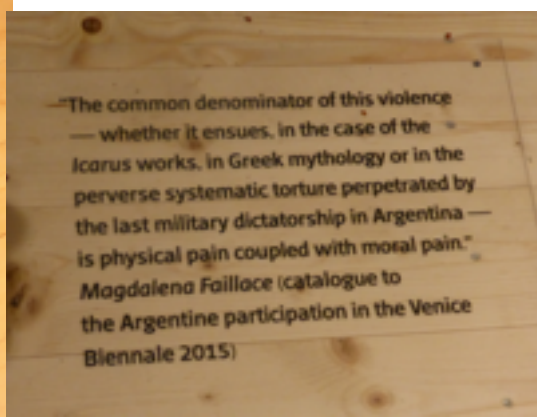 "The common denominator of this violence
— whether it ensues, in the case of the
Icarus works, in Greek mythology or in the
perverse systematic torture perpetrated by
the last military dictatorship in Argentina —
is physical pain coupled with moral pain."
Magdalena Faillace (catalogue to
the Argentine participation in the Venice
Biennale 2015)